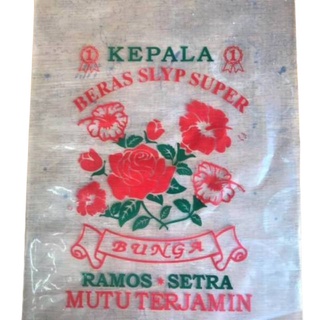 1 KEPALA 1
BERAS SLYP SUPER
BUNGA
RAMOS * SETRA
MUTU TERJAMIN